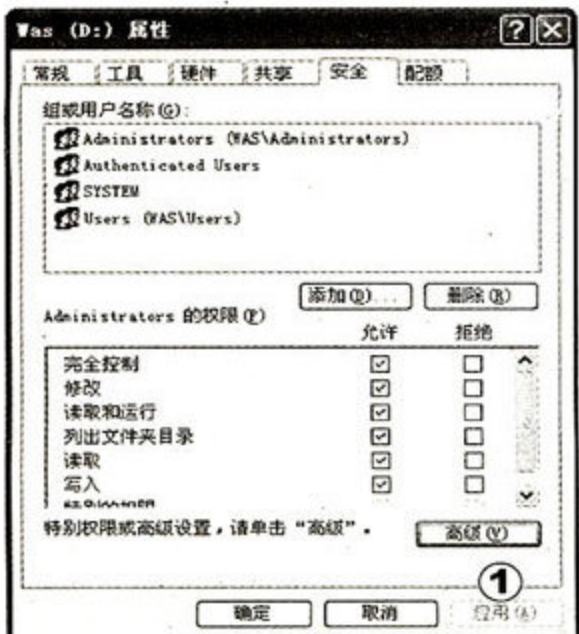 Was (D:) 属性
常规 工具 硬件 共享 安全 配额
组或用户名称(G):
Administrators (WAS\Administrators)
Authenticated Users
SYSTEM
Users (WAS\Users)
添加(D)... 删除(R)
Administrators 的权限(P) 允许 拒绝
完全控制
修改
读取和运行
列出文件夹目录
读取
写入
特别权限或高级设置，请单击“高级”。 高级(V)
1
确定 取消 应用(A)